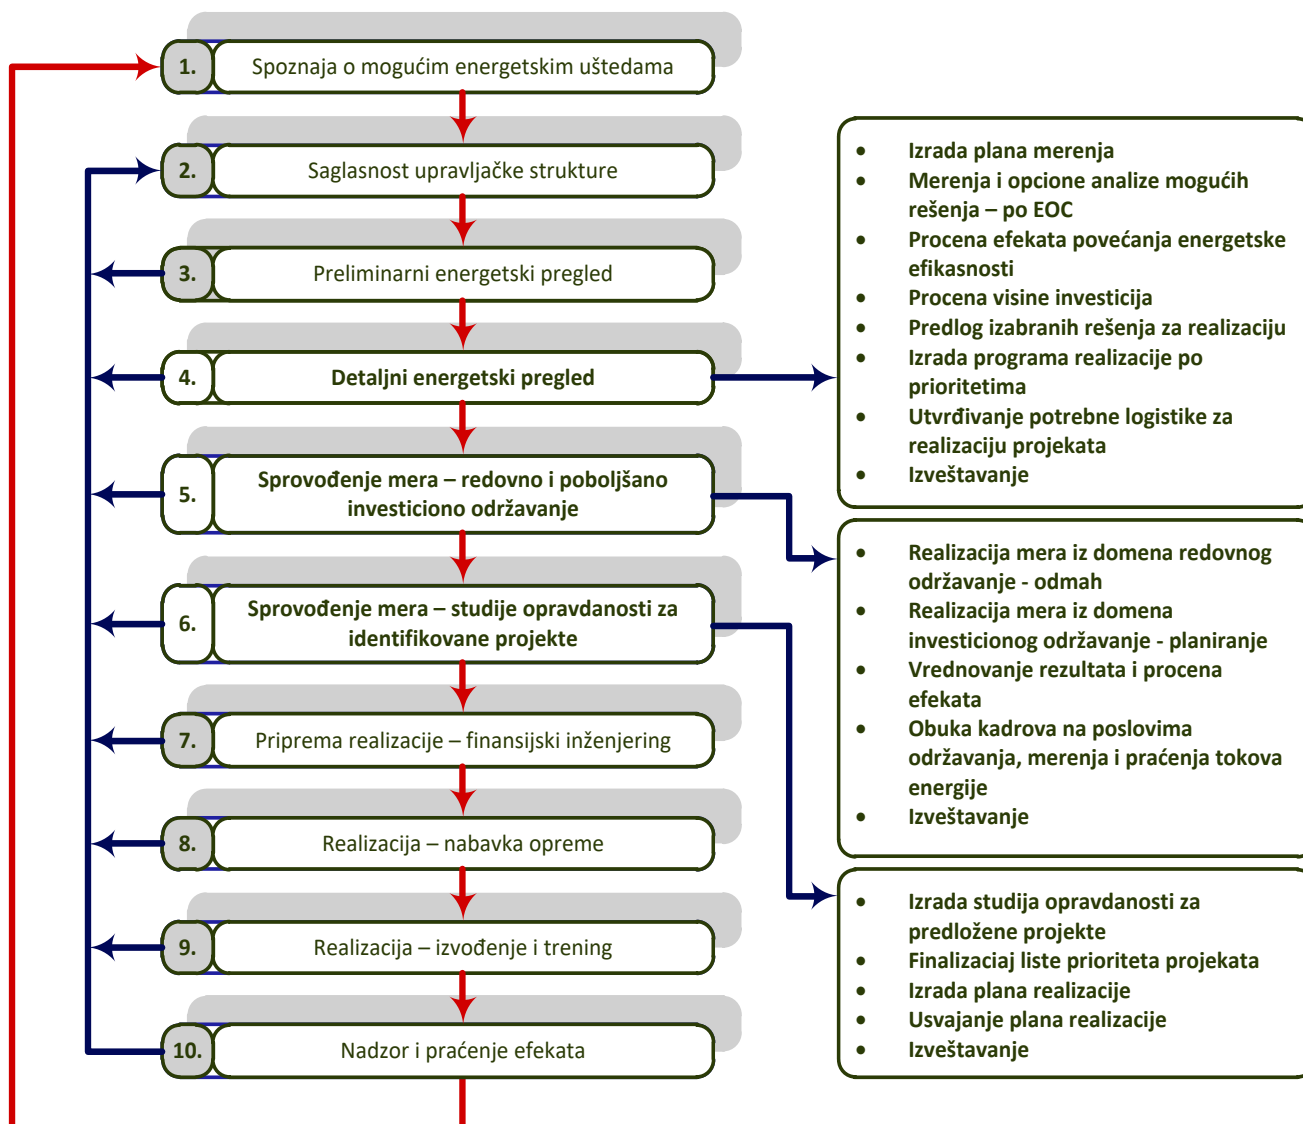 1. Spoznaja o mogućim energetskim uštedama
2. Saglasnost upravljačke strukture
3. Preliminarni energetski pregled
4. Detaljni energetski pregled
5. Sprovođenje mera – redovno i poboljšano
investiciono održavanje
6. Sprovođenje mera – studije opravdanosti za
identifikovane projekte
7. Priprema realizacije – finansijski inženjering
8. Realizacija – nabavka opreme
9. Realizacija – izvođenje i trening
10. Nadzor i praćenje efekata
• Izrada plana merenja
• Merenja i opcione analize mogućih
rešenja – po EOC
• Procena efekata povećanja energetske
efikasnosti
• Procena visine investicija
• Predlog izabranih rešenja za realizaciju
• Izrada programa realizacije po
prioritetima
• Utvrđivanje potrebne logistike za
realizaciju projekata
• Izveštavanje
• Realizacija mera iz domena redovnog
održavanje - odmah
• Realizacija mera iz domena
investicionog održavanje - planiranje
• Vrednovanje rezultata i procena
efekata
• Obuka kadrova na poslovima
održavanja, merenja i praćenja tokova
energije
• Izveštavanje
• Izrada studija opravdanosti za
predložene projekte
• Finalizaciaj liste prioriteta projekata
• Izrada plana realizacije
• Usvajanje plana realizacije
• Izveštavanje